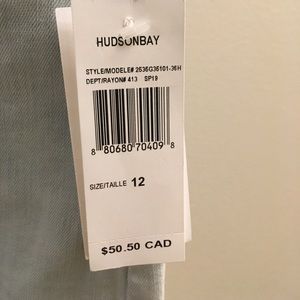 HUDSONBAY
STYLE/MODELE# 2535G35101-36H
DEPT/RAYON# 413 SP19
8 80680 70409 8
SIZE/TAILLE 12
$50.50 CAD